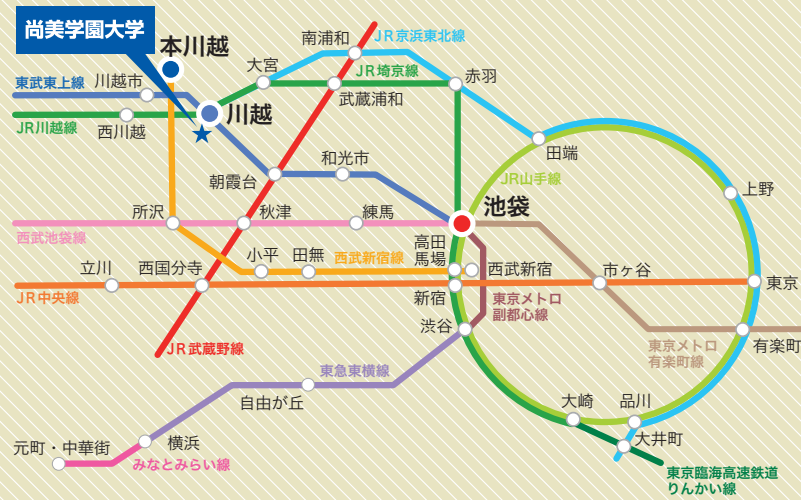 尚美学園大学
本川越
南浦和
JR京浜東北線
大宮
JR埼京線
赤羽
東武東上線
川越市
武蔵浦和
川越
JR川越線
西川越
田端
和光市
朝霞台
JR山手線
上野
所沢
秋津
練馬
池袋
西武池袋線
高田
馬場
小平
田無
西武新宿線
立川
西国分寺
西武新宿
市ヶ谷
東京
JR中央線
新宿
東京メトロ
副都心線
渋谷
JR武蔵野線
東京メトロ
有楽町線
有楽町
東急東横線
自由が丘
大崎
品川
元町・中華街
横浜
みなとみらい線
大井町
東京臨海高速鉄道
りんかい線